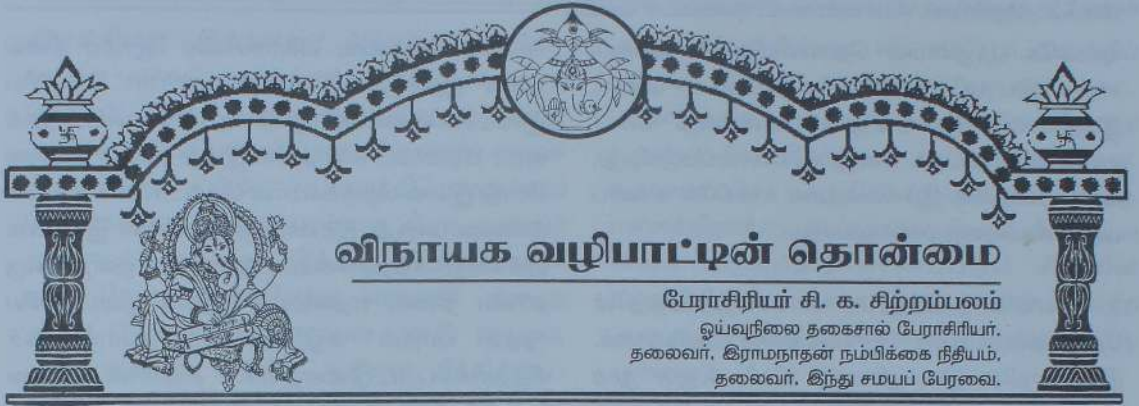 விநாயக வழிபாட்டின் தொன்மை
பேராசிரியர் சி. க. சிற்றம்பலம்
ஓய்வுநிலை தகைசால் பேராசிரியர்.
தலைவர், இராமநாதன் நம்பிக்கை நிதியம்.
தலைவர், இந்து சமயப் பேரவை.